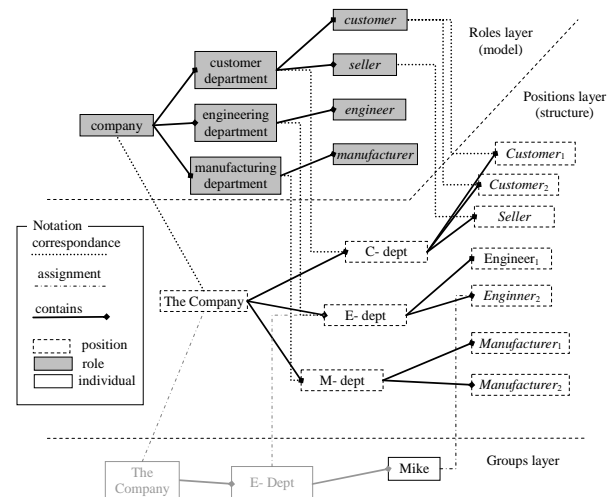 customer
Roles layer
(model)
customer
department
seller
Positions layer
(structure)
company
engineering
department
engineer
manufacturing
department
manufacturer
Customer1
Customer2
Seller
Notation
correspondance
assignment
contains
position
role
individual
C- dept
Engineer1
The Company
E- dept
Enginner2
M- dept
Manufacturer1
Manufacturer2
The
Company
E- Dept
Mike
Groups layer